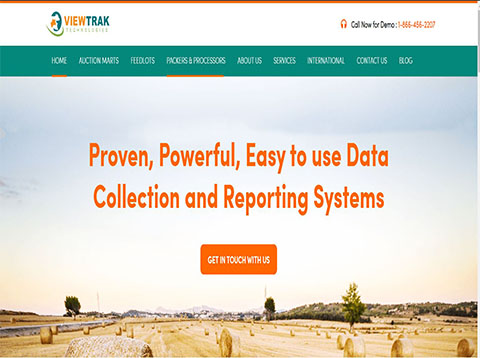 VIEWTRAK
TECHNOLOGIES
Call Now for Demo : 1-866-456-2207
HOME AUCTION MARTS FEEDLOTS PACKERS & PROCESSORS ABOUT US SERVICES INTERNATIONAL CONTACT US BLOG
Proven, Powerful, Easy to use Data
Collection and Reporting Systems
GET IN TOUCH WITH US